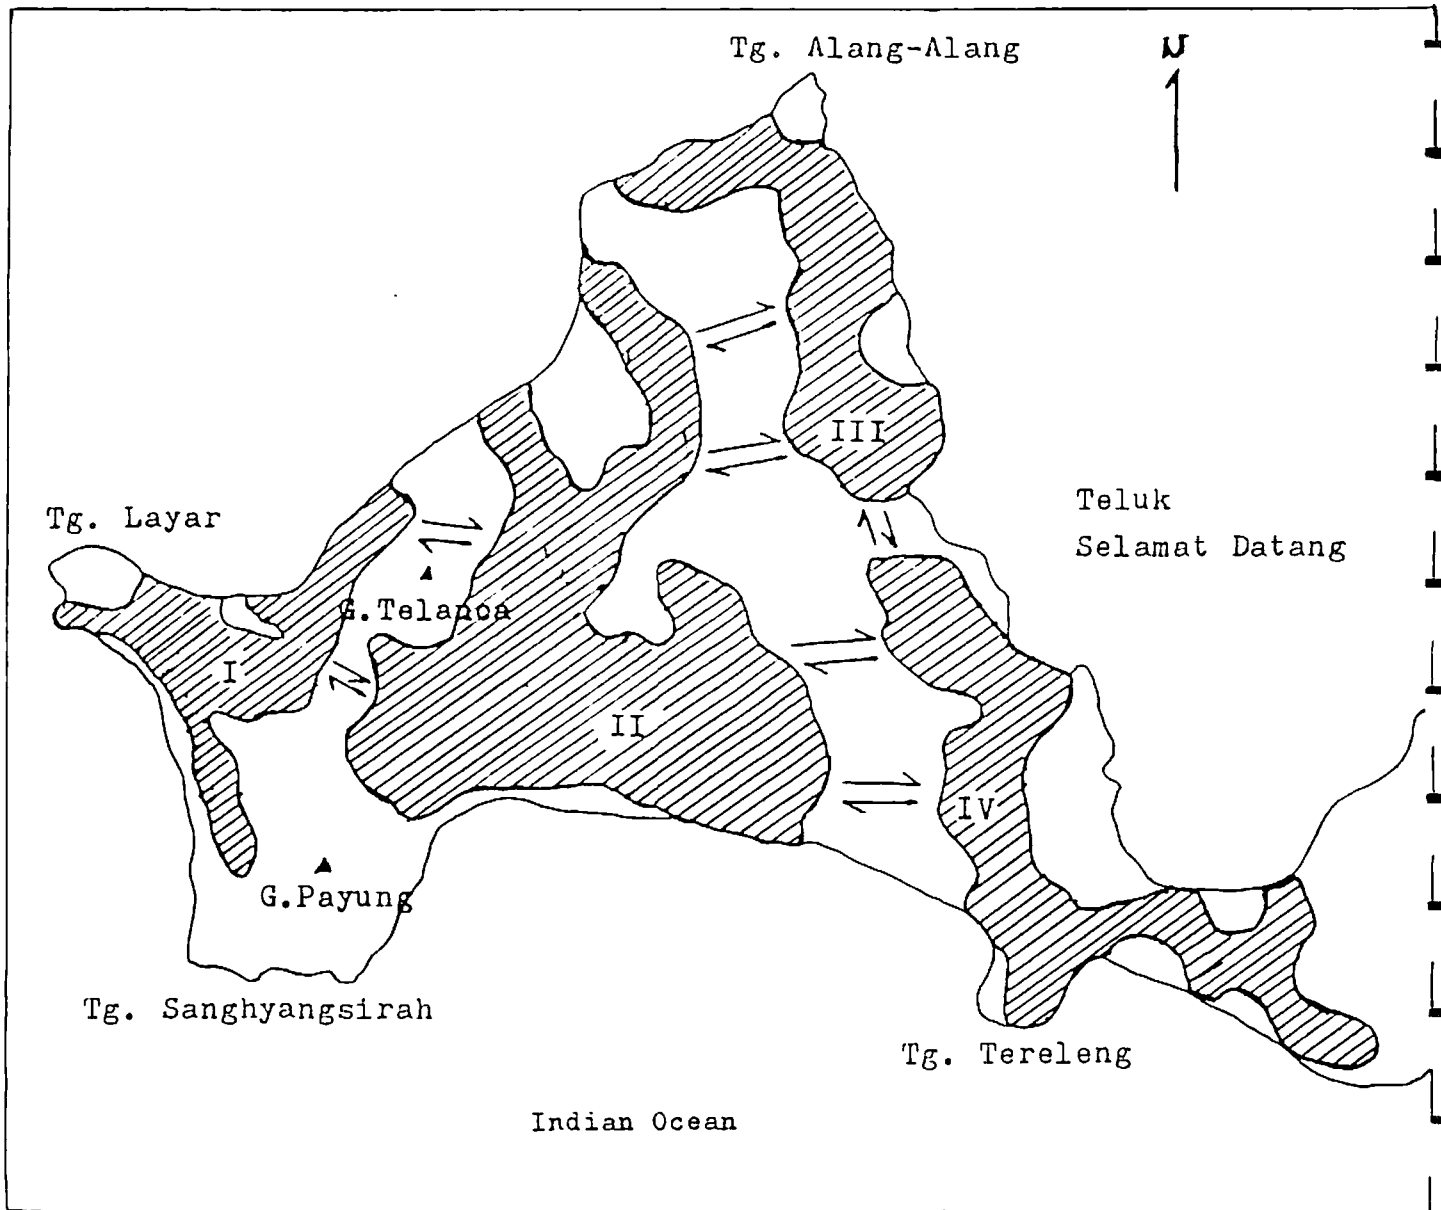 Tg. Alang-Alang
N
III
Tg. Layar
Teluk
Selamat Datang
G.Telanca
I
II
IV
G.Payung
Tg. Sanghyangsirah
Tg. Tereleng
Indian Ocean